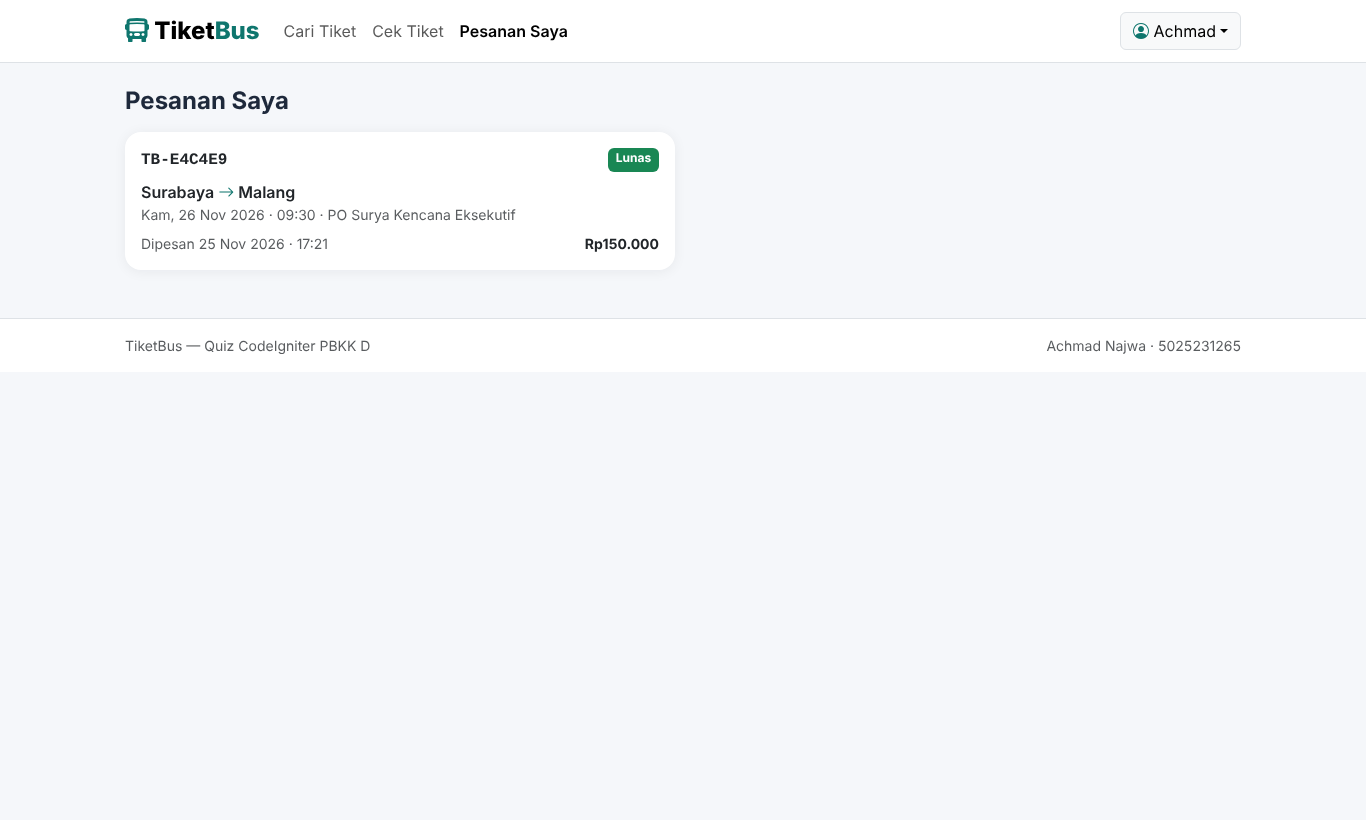 TiketBus Cari Tiket Cek Tiket Pesanan Saya Achmad
Pesanan Saya
TB-E4C4E9 Lunas
Surabaya → Malang
Kam, 26 Nov 2026 · 09:30 · PO Surya Kencana Eksekutif
Dipesan 25 Nov 2026 · 17:21 Rp150.000
TiketBus — Quiz CodeIgniter PBKK D Achmad Najwa · 5025231265